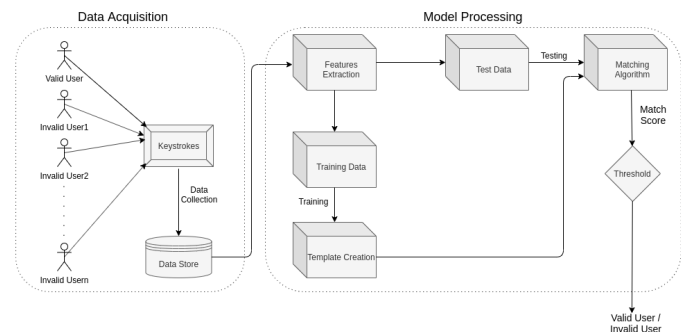 Data Acquisition
Model Processing
Valid User
Invalid User1
Invalid User2
Invalid Usern
Keystrokes
Data
Collection
Data Store
Features
Extraction
Test Data
Testing
Matching
Algorithm
Training Data
Training
Template Creation
Match
Score
Threshold
Valid User /
Invalid User